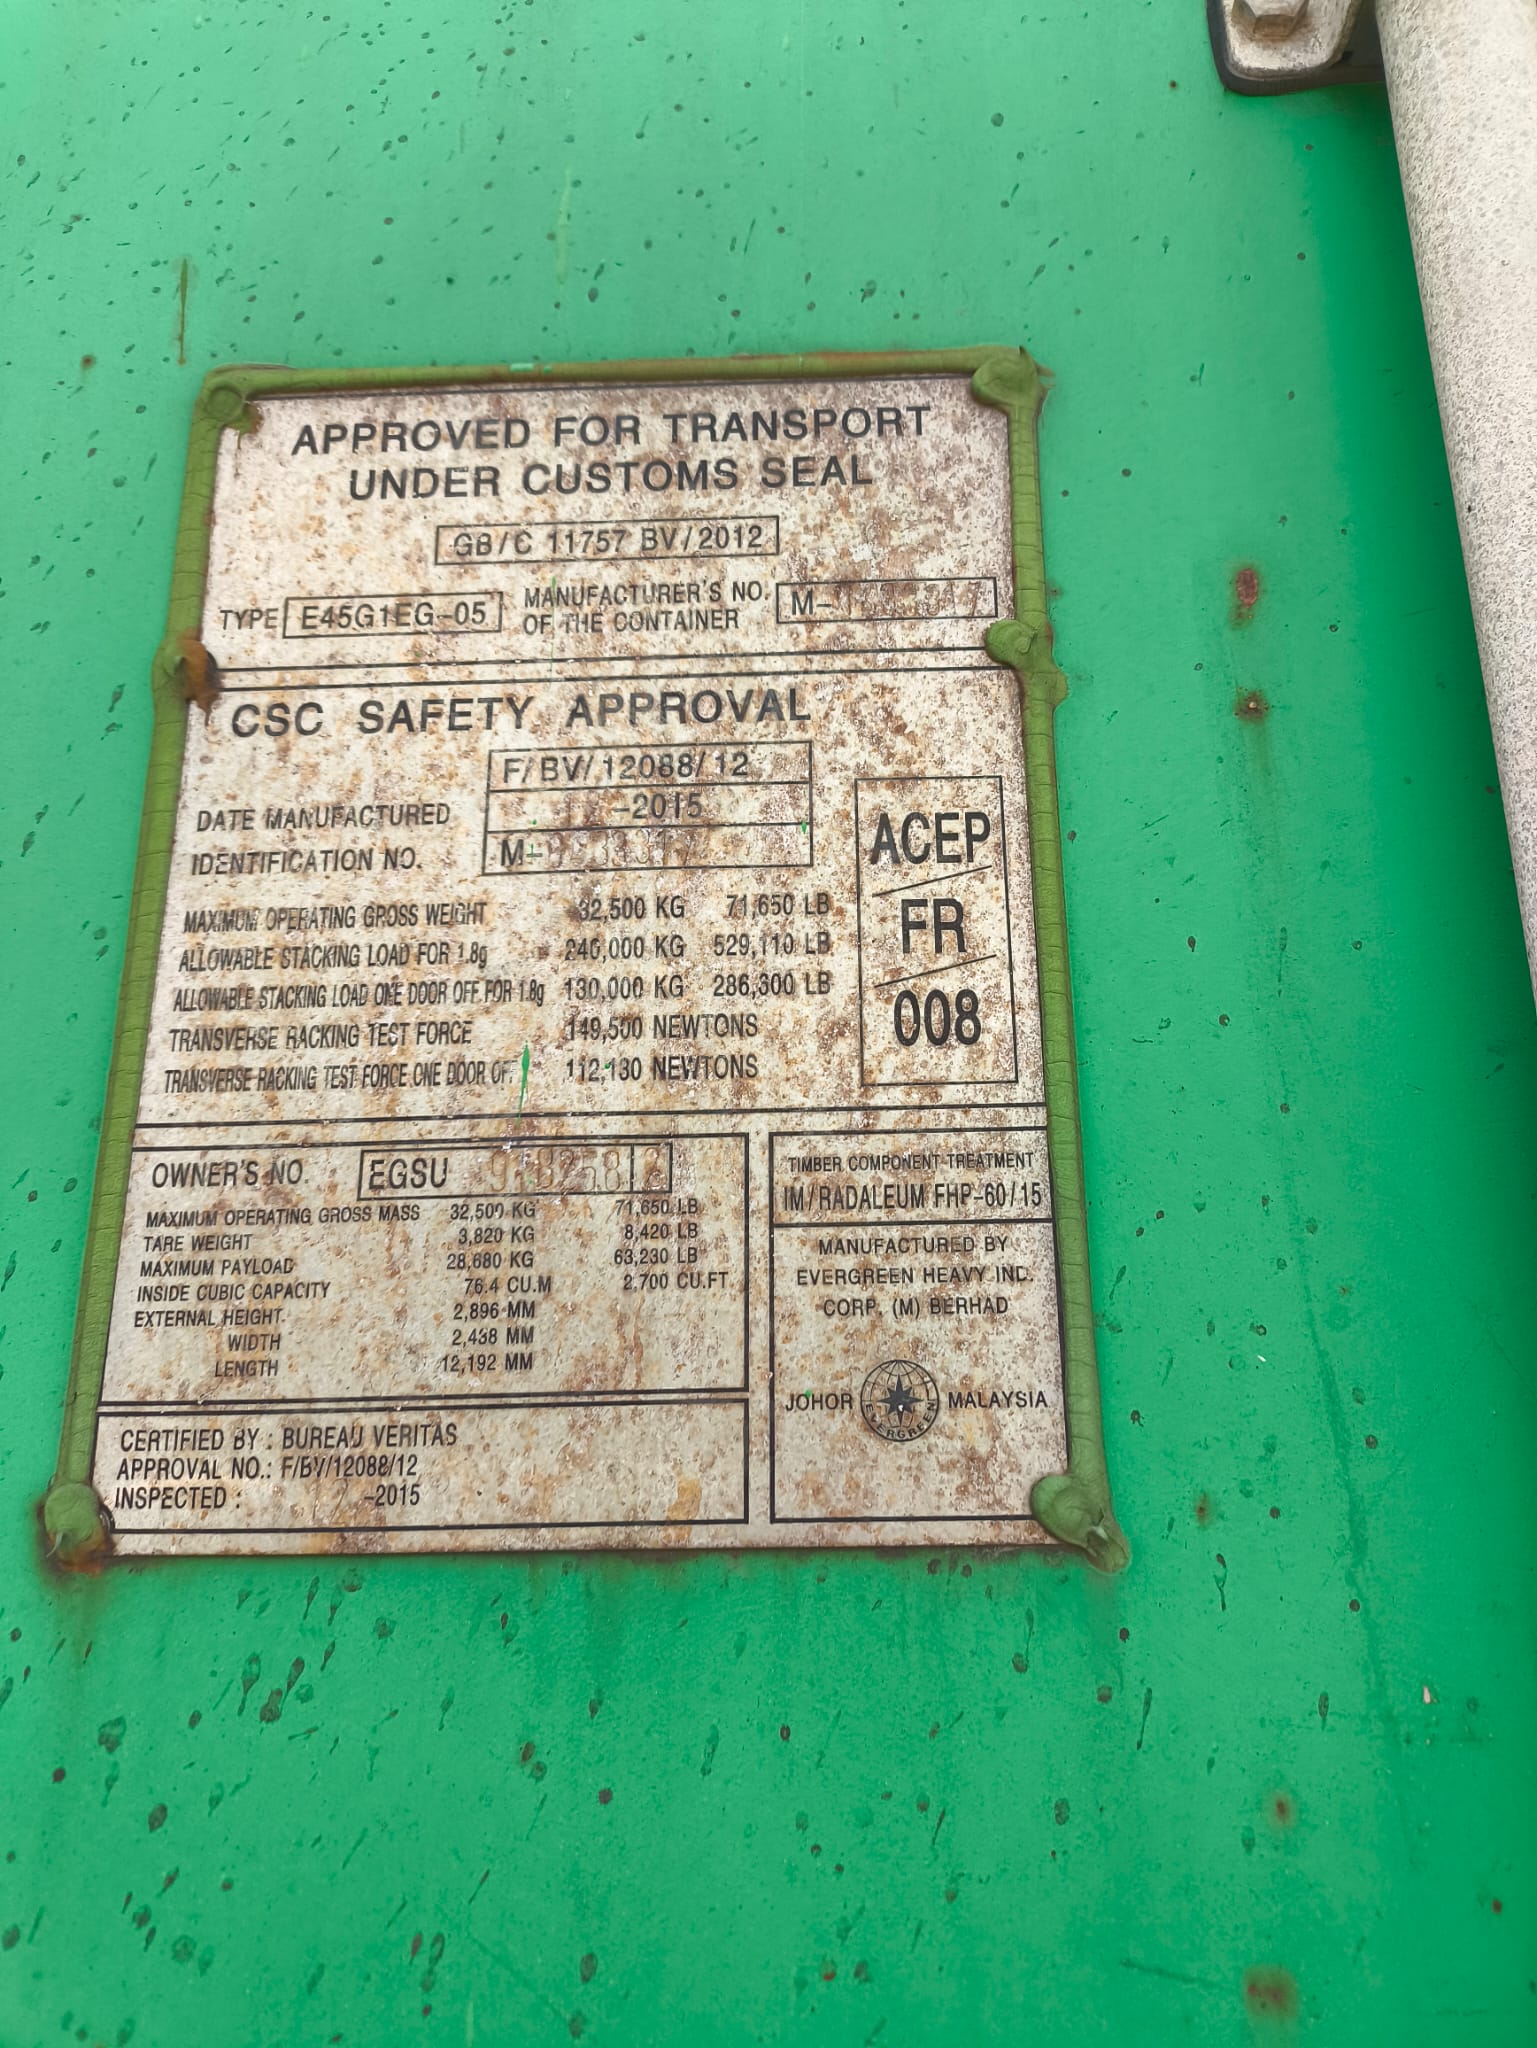 APPROVED FOR TRANSPORT
UNDER CUSTOMS SEAL
GB/C 11757 BV/2012
TYPE E45G1EG-05 MANUFACTURER'S NO. OF THE CONTAINER M-
CSC SAFETY APPROVAL
F/BV/12088/12
DATE MANUFACTURED -2015
IDENTIFICATION NO. M-
MAXIMUM OPERATING GROSS WEIGHT 32,500 KG 71,650 LB
ALLOWABLE STACKING LOAD FOR 1.8g 240,000 KG 529,110 LB
ALLOWABLE STACKING LOAD ONE DOOR OFF FOR 1.8g 130,000 KG 286,300 LB
TRANSVERSE RACKING TEST FORCE 149,500 NEWTONS
TRANSVERSE RACKING TEST FORCE ONE DOOR OFF 112,130 NEWTONS
ACEP
FR
008
OWNER'S NO. EGSU
MAXIMUM OPERATING GROSS MASS 32,500 KG 71,650 LB
TARE WEIGHT 3,820 KG 8,420 LB
MAXIMUM PAYLOAD 28,680 KG 63,230 LB
INSIDE CUBIC CAPACITY 76.4 CU.M 2,700 CU.FT
EXTERNAL HEIGHT 2,896 MM
WIDTH 2,438 MM
LENGTH 12,192 MM
CERTIFIED BY : BUREAU VERITAS
APPROVAL NO.: F/BV/12088/12
INSPECTED : -2015
TIMBER COMPONENT TREATMENT
IM/RADALEUM FHP-60/15
MANUFACTURED BY
EVERGREEN HEAVY IND.
CORP. (M) BERHAD
JOHOR EVERGREEN MALAYSIA